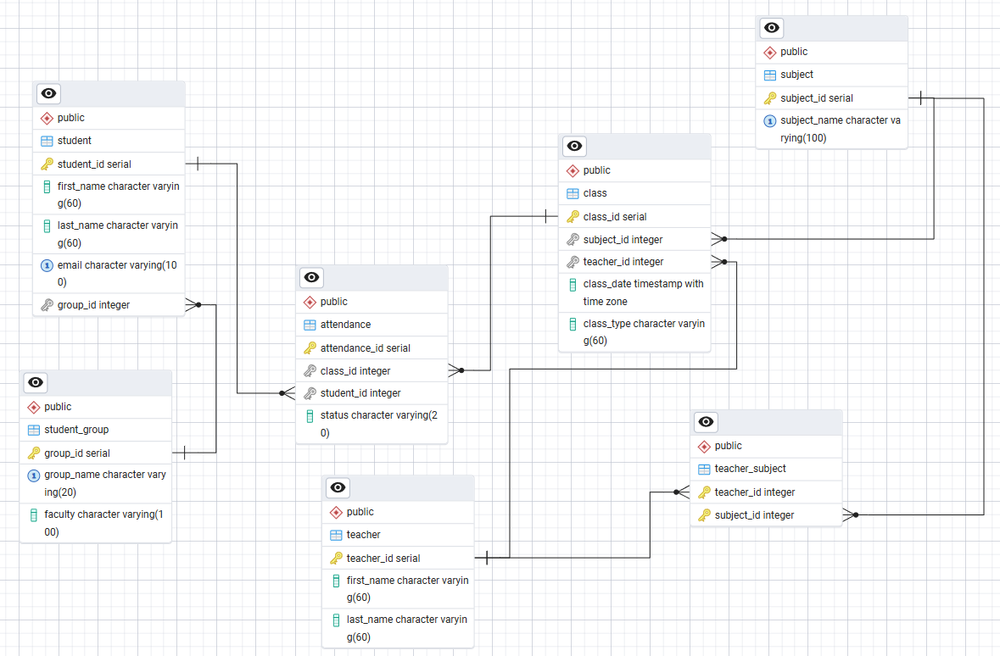 public
student
student_id serial
first_name character varyin
g(60)
last_name character varyin
g(60)
email character varying(10
0)
group_id integer
public
student_group
group_id serial
group_name character vary
ing(20)
faculty character varying(1
00)
public
attendance
attendance_id serial
class_id integer
student_id integer
status character varying(2
0)
public
teacher
teacher_id serial
first_name character varyin
g(60)
last_name character varyin
g(60)
public
class
class_id serial
subject_id integer
teacher_id integer
class_date timestamp with
time zone
class_type character varyin
g(60)
public
subject
subject_id serial
subject_name character va
rying(100)
public
teacher_subject
teacher_id integer
subject_id integer